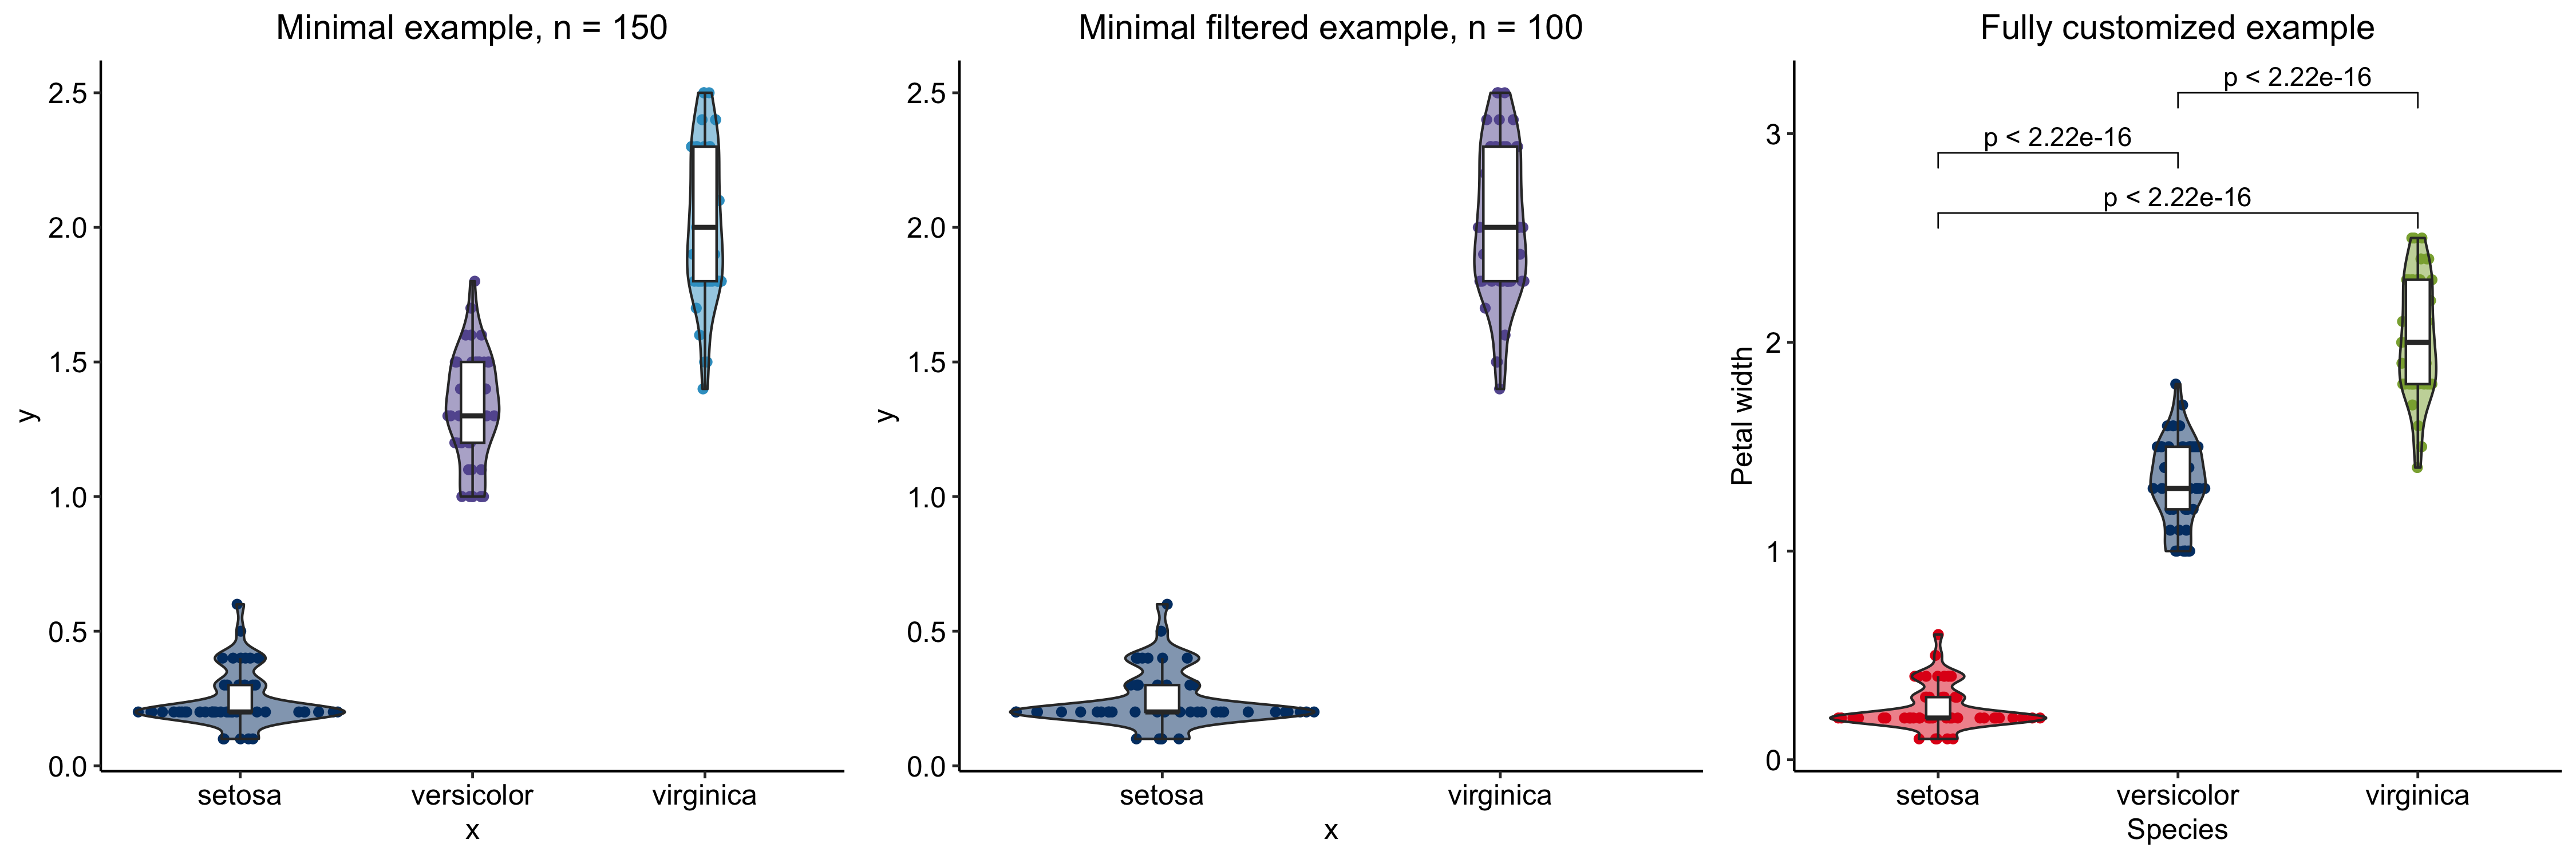 Minimal example, n = 150
2.5
2.0
1.5
1.0
0.5
0.0
y
setosa versicolor virginica
x
Minimal filtered example, n = 100
2.5
2.0
1.5
1.0
0.5
0.0
y
setosa virginica
x
Fully customized example
p < 2.22e-16
p < 2.22e-16
p < 2.22e-16
3
2
1
0
Petal width
setosa versicolor virginica
Species